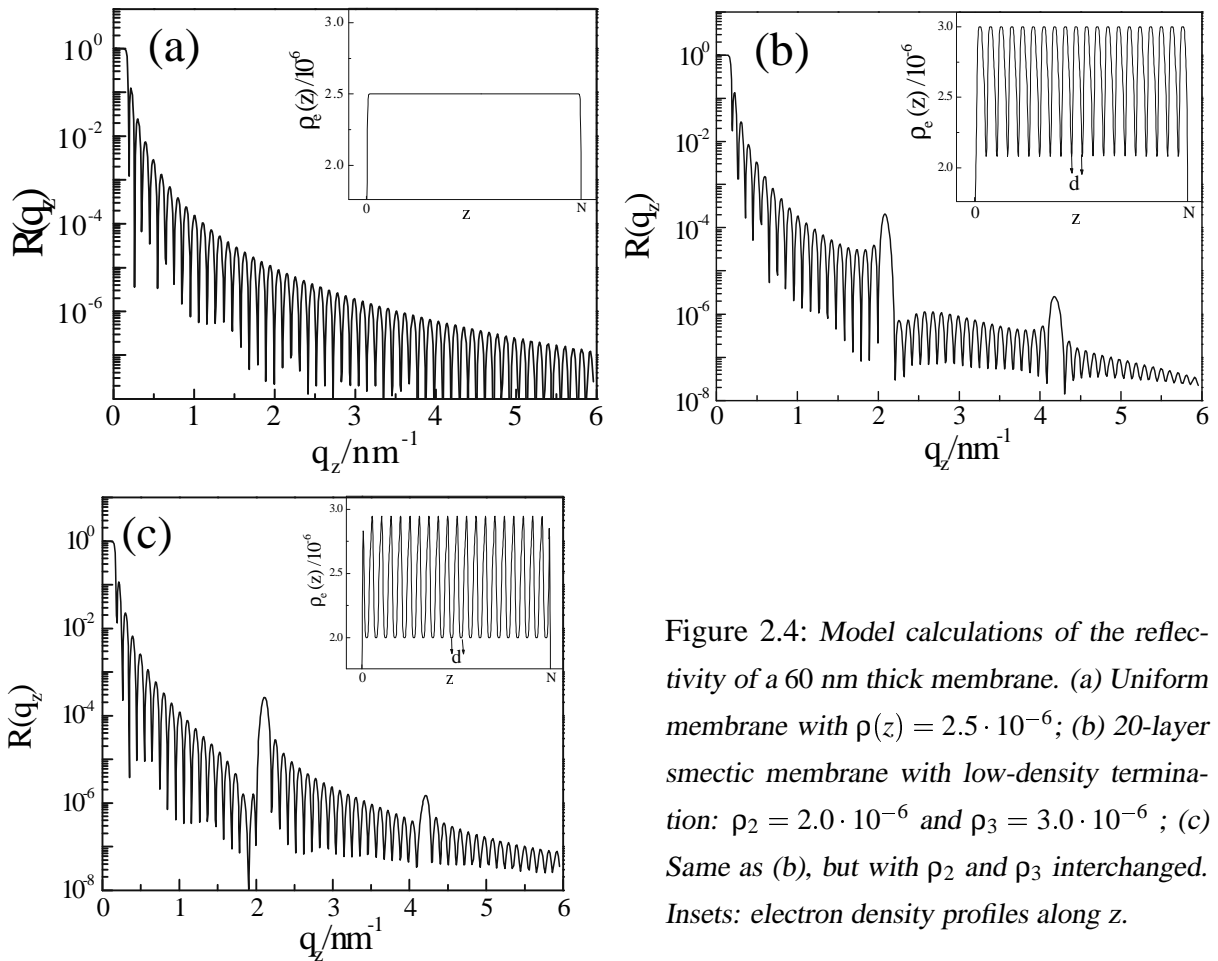 (a)
10^0
10^-2
10^-4
10^-6
R(q_z)
0 1 2 3 4 5 6
q_z/nm^-1
3.0
2.5
2.0
ρ_e(z)/10^6
0 z N
(b)
10^0
10^-2
10^-4
10^-6
10^-8
R(q_z)
0 1 2 3 4 5 6
q_z/nm^-1
3.0
2.5
2.0
ρ_e(z)/10^-6
d
0 z N
(c)
10^0
10^-2
10^-4
10^-6
10^-8
R(q_z)
0 1 2 3 4 5 6
q_z/nm^-1
3.0
2.5
2.0
ρ_e(z)/10^-6
d
0 z N
Figure 2.4: Model calculations of the reflec-
tivity of a 60 nm thick membrane. (a) Uniform
membrane with ρ(z) = 2.5 · 10^−6; (b) 20-layer
smectic membrane with low-density termina-
tion: ρ_2 = 2.0 · 10^−6 and ρ_3 = 3.0 · 10^−6 ; (c)
Same as (b), but with ρ_2 and ρ_3 interchanged.
Insets: electron density profiles along z.